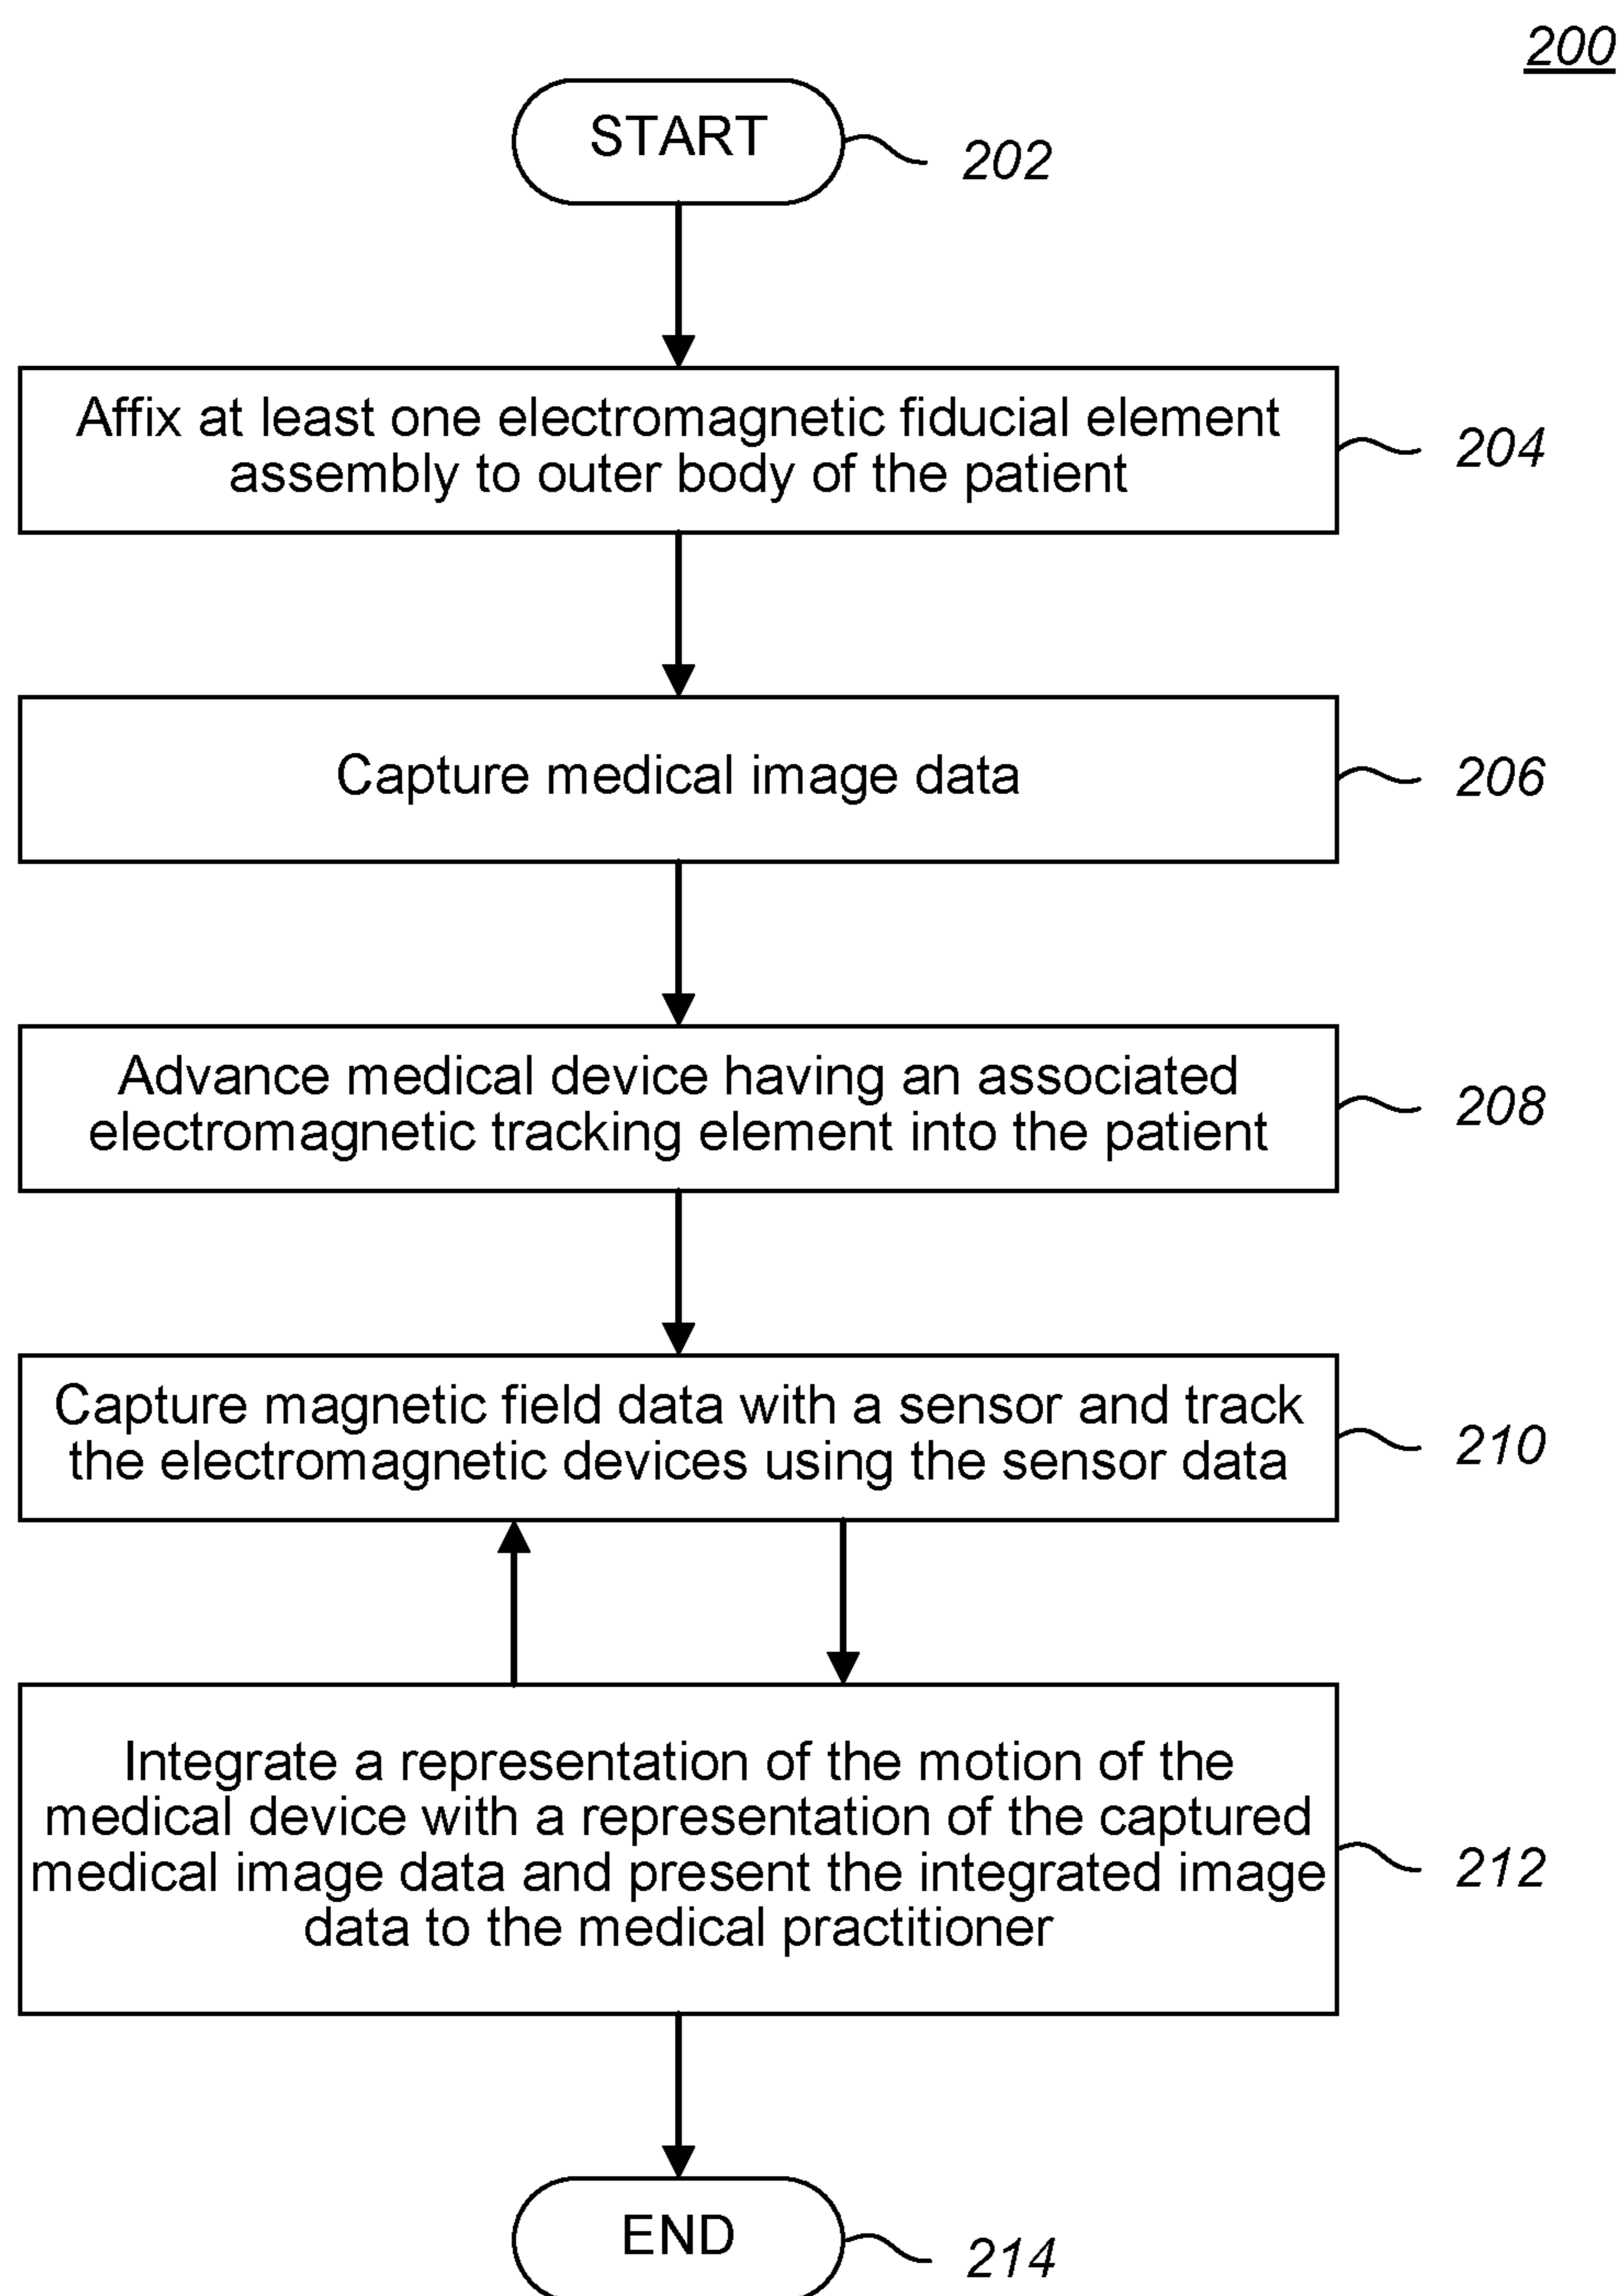 200
START
202
Affix at least one electromagnetic fiducial element
assembly to outer body of the patient
204
Capture medical image data
206
Advance medical device having an associated
electromagnetic tracking element into the patient
208
Capture magnetic field data with a sensor and track
the electromagnetic devices using the sensor data
210
Integrate a representation of the motion of the
medical device with a representation of the captured
medical image data and present the integrated image
data to the medical practitioner
212
END
214